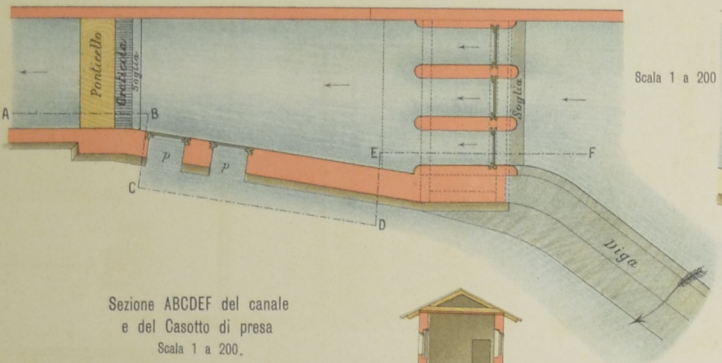 Ponticello
Graticola
Soglia
Soglia
Scala 1 a 200
A
B
E
F
p
p
C
D
Diga
Sezione ABCDEF del canale
e del Casotto di presa
Scala 1 a 200.